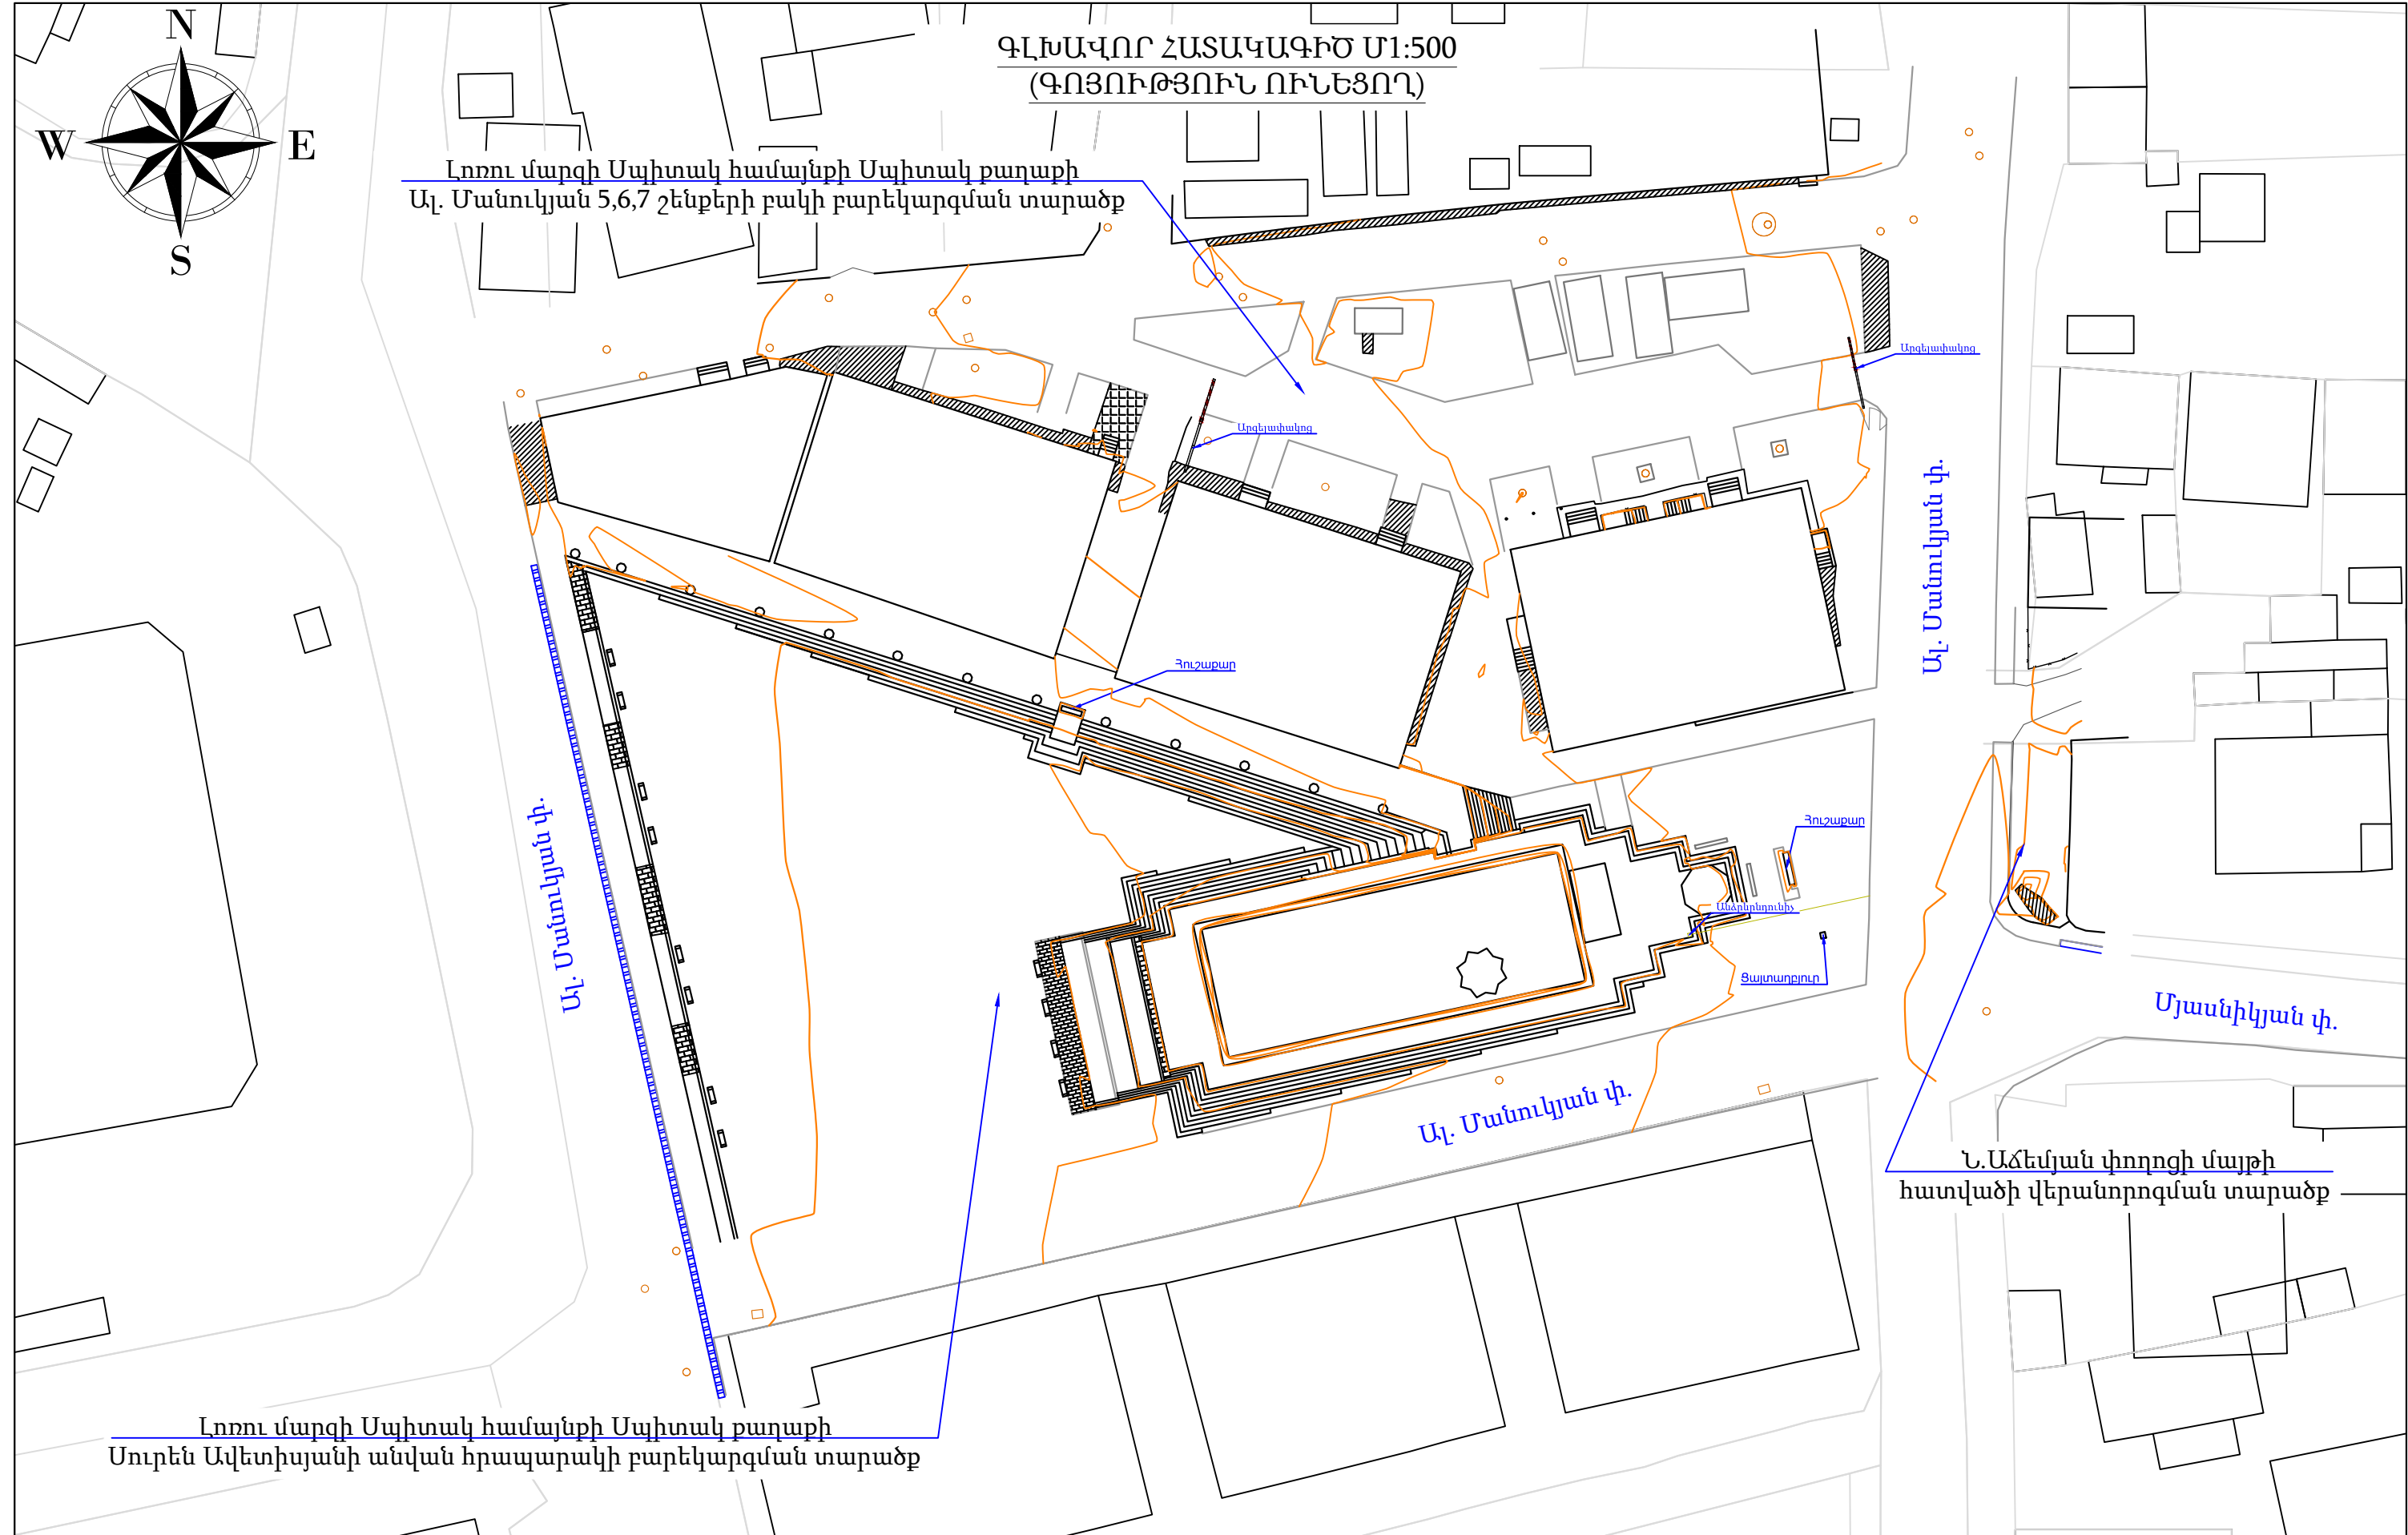 N
ԳԼԽԱՎՈՐ ՀԱՏԱԿԱԳԻԾ Մ1:500
(ԳՈՅՈՒԹՅՈՒՆ ՈՒՆԵՑՈՂ)
W
E
S
Լոռու մարզի Սպիտակ համայնքի Սպիտակ քաղաքի
Ալ. Մանուկյան 5,6,7 շենքերի բակի բարեկարգման տարածք
Արգելափակոց
Արգելափակոց
Ալ. Մանուկյան փ.
Հուշաքար
Հուշաքար
Ալ. Մանուկյան փ.
Անձրևընդունիչ
Ցայտաղբյուր
Մյասնիկյան փ.
Ալ. Մանուկյան փ.
Ն.Աճեմյան փողոցի մայթի
հատվածի վերանորոգման տարածք
Լոռու մարզի Սպիտակ համայնքի Սպիտակ քաղաքի
Սուրեն Ավետիսյանի անվան հրապարակի բարեկարգման տարածք